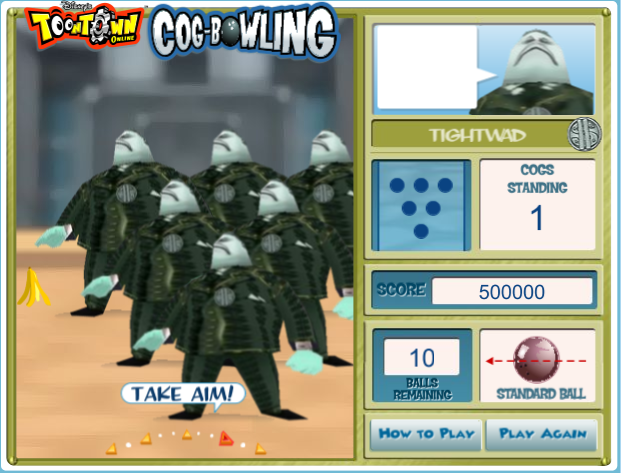 Disney's
TOONTOWN
ONLINE
COG-BOWLING
TIGHTWAD
COGS
STANDING
1
SCORE
500000
10
BALLS
REMAINING
STANDARD BALL
TAKE AIM!
How to Play
Play Again